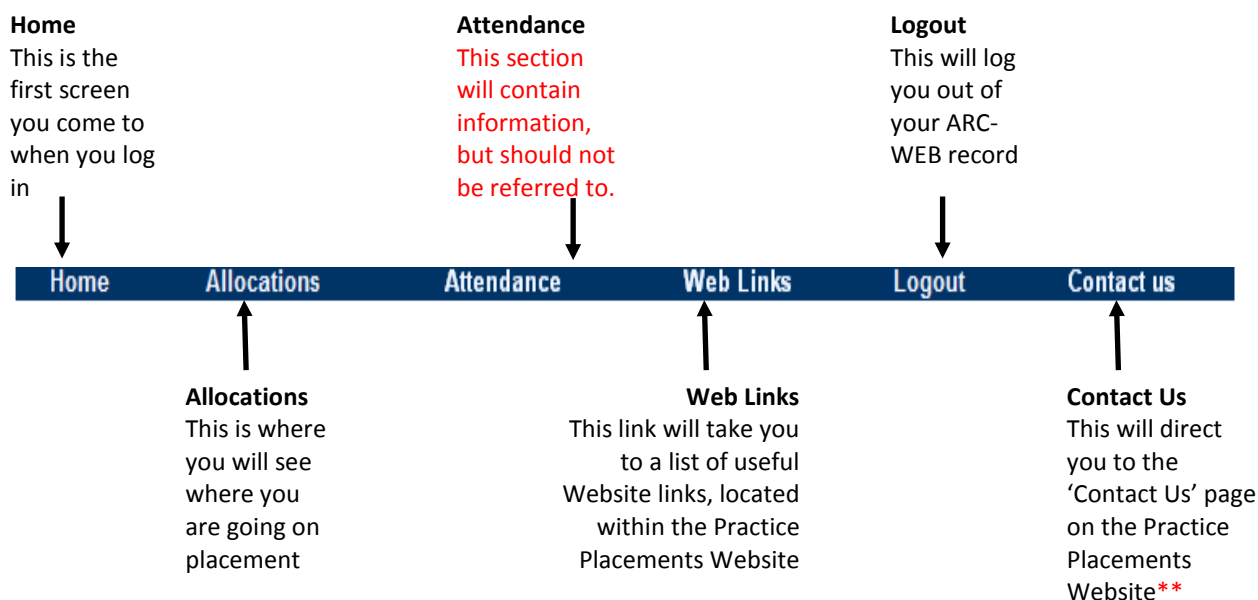 Home
This is the
first screen
you come to
when you log
in
Attendance
This section
will contain
information,
but should not
be referred to.
Logout
This will log
you out of
your ARC-
WEB record
Home Allocations Attendance Web Links Logout Contact us
Allocations
This is where
you will see
where you
are going on
placement
Web Links
This link will take you
to a list of useful
Website links, located
within the Practice
Placements Website
Contact Us
This will direct
you to the
‘Contact Us’ page
on the Practice
Placements
Website**